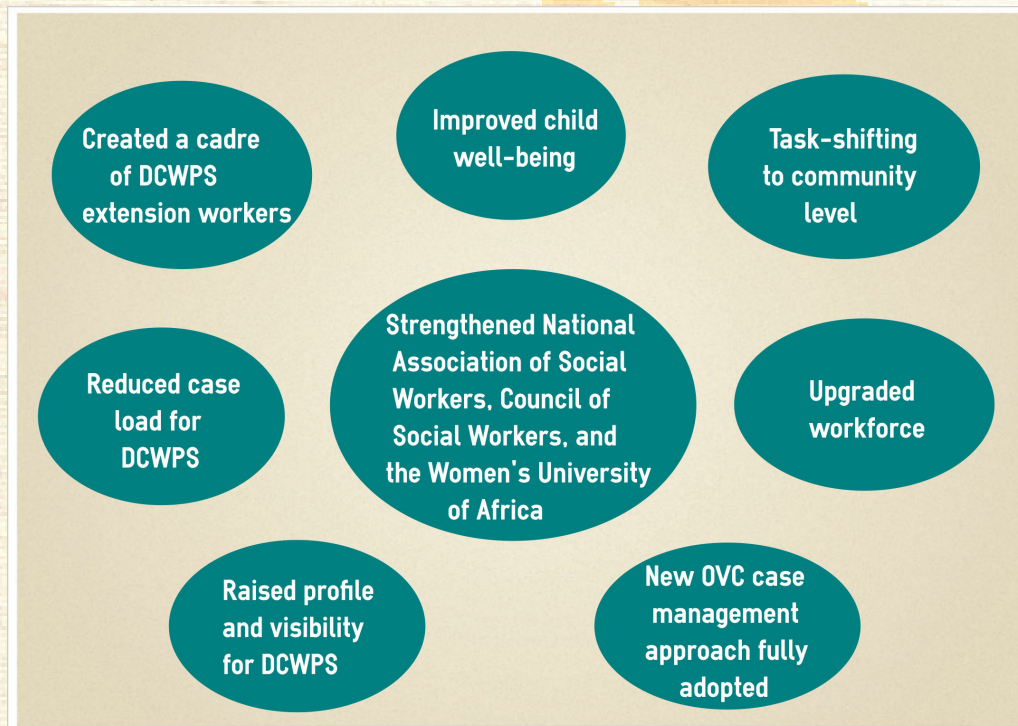 Created a cadre
of DCWPS
extension workers
Improved child
well-being
Task-shifting
to community
level
Reduced case
load for
DCWPS
Strengthened National
Association of Social
Workers, Council of
Social Workers, and
the Women's University
of Africa
Upgraded
workforce
Raised profile
and visibility
for DCWPS
New OVC case
management
approach fully
adopted